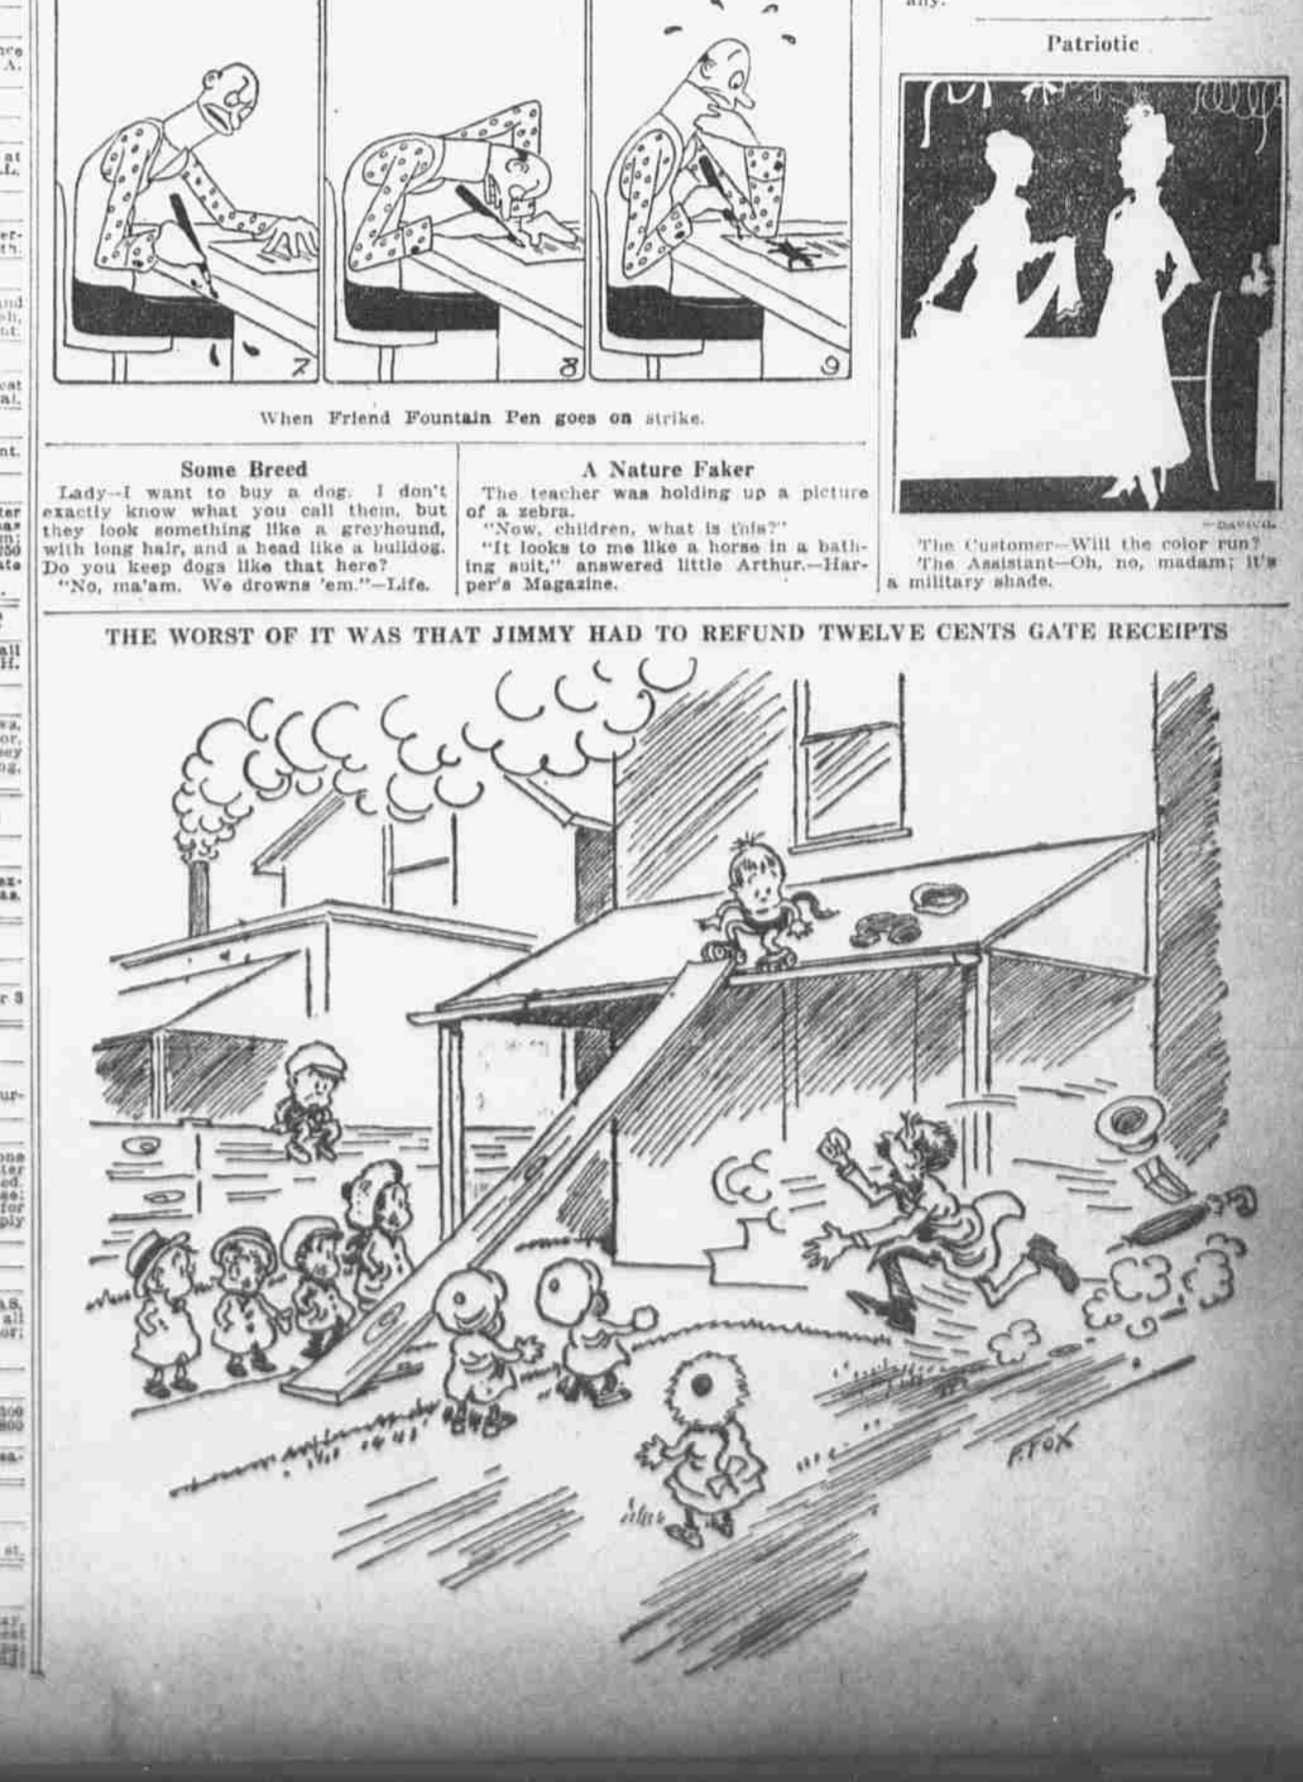 any.
Patriotic
7
8
9
When Friend Fountain Pen goes on strike.
Some Breed
Lady—I want to buy a dog. I don't
exactly know what you call them, but
they look something like a greyhound,
with long hair, and a head like a bulldog.
Do you keep dogs like that here?
"No, ma'am. We drowns 'em."—Life.
A Nature Faker
The teacher was holding up a picture
of a zebra.
"Now, children, what is this?"
"It looks to me like a horse in a bath-
ing suit," answered little Arthur.—Har-
per's Magazine.
The Customer—Will the color run?
The Assistant—Oh, no, madam; it's
a military shade.
THE WORST OF IT WAS THAT JIMMY HAD TO REFUND TWELVE CENTS GATE RECEIPTS
F. FOX